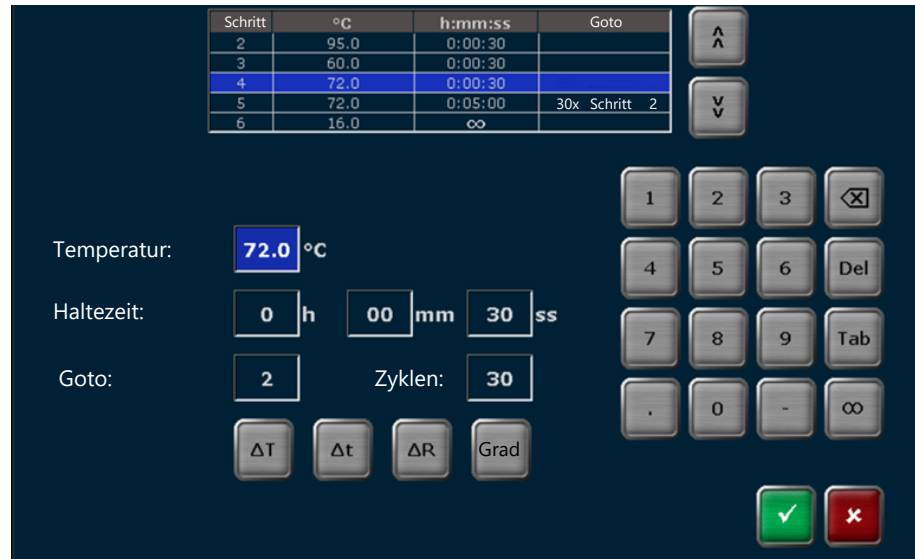 Schritt °C h:mm:ss Goto
2 95.0 0:00:30
3 60.0 0:00:30
4 72.0 0:00:30
5 72.0 0:05:00 30x Schritt 2
6 16.0 ∞
1 2 3
Temperatur: 72.0 °C
4 5 6 Del
Haltezeit: 0 h 00 mm 30 ss
7 8 9 Tab
Goto: 2 Zyklen: 30
. 0 - ∞
ΔT Δt ΔR Grad